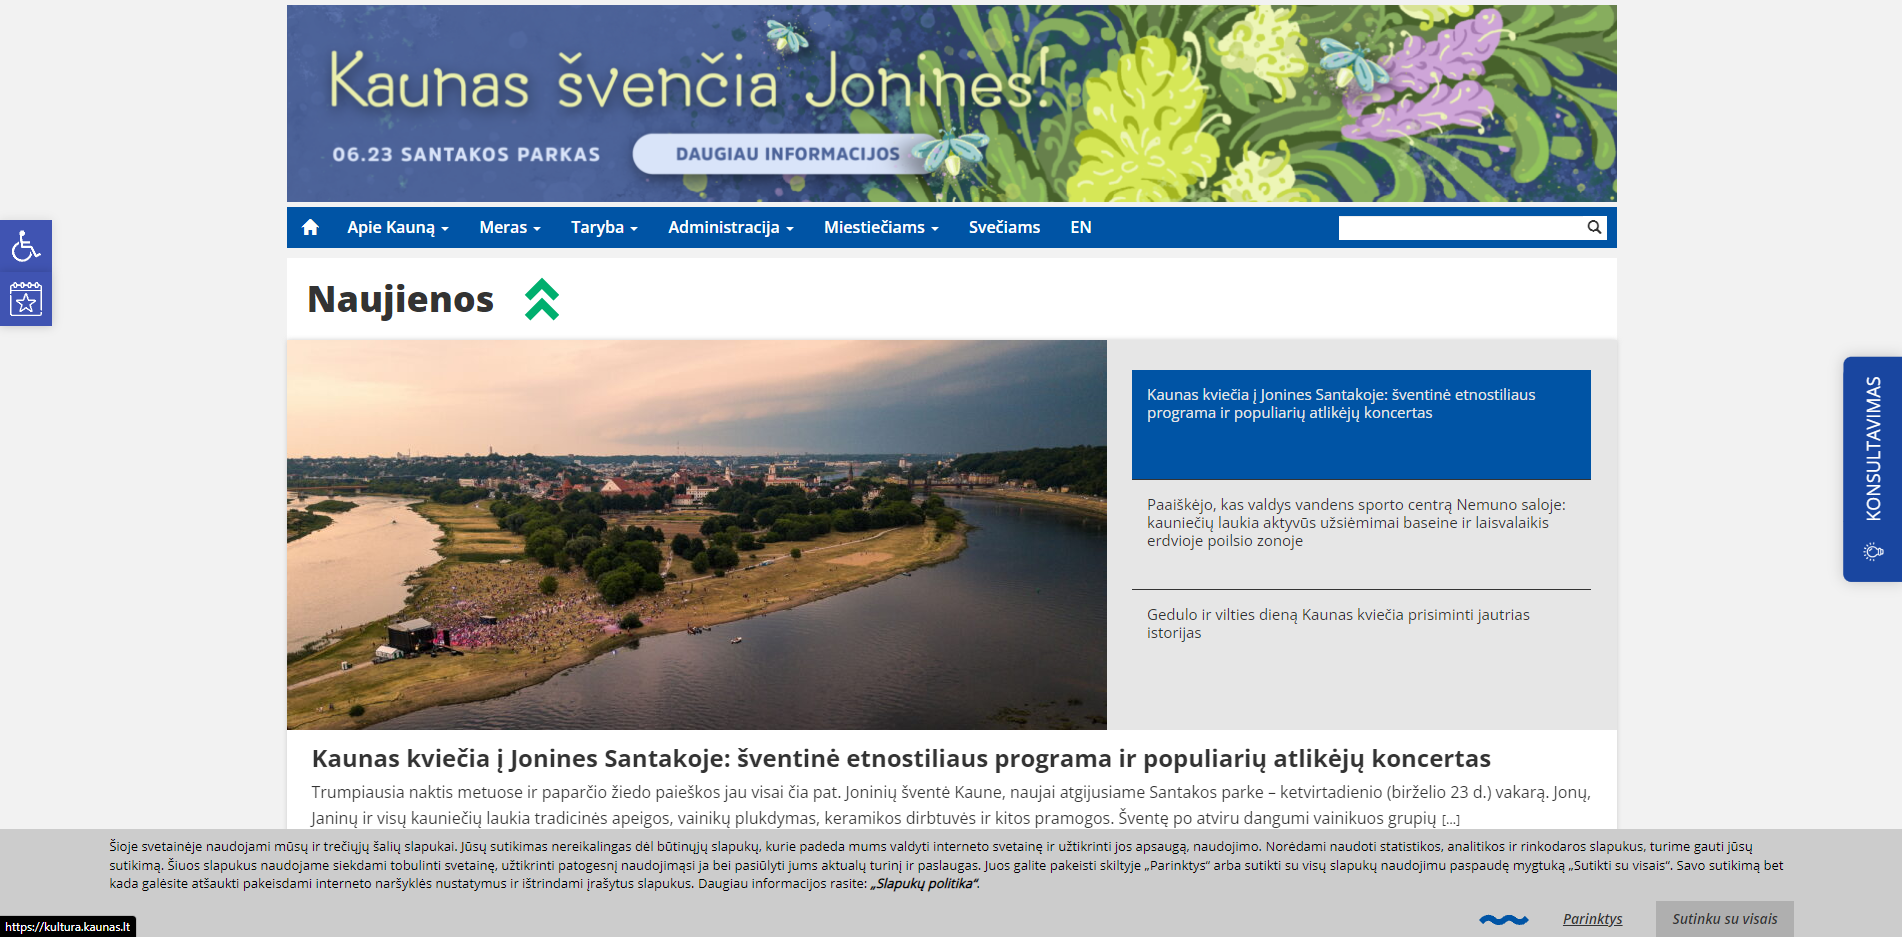 Kaunas švenčia Jonines!
06.23 SANTAKOS PARKAS
DAUGIAU INFORMACIJOS
Apie Kauną
Meras
Taryba
Administracija
Miestiečiams
Svečiams
EN
Naujienos
Kaunas kviečia į Jonines Santakoje: šventinė etnostiliaus
programa ir populiarių atlikėjų koncertas
Paaiškėjo, kas valdys vandens sporto centrą Nemuno saloje:
kauniečių laukia aktyvūs užsiėmimai baseine ir laisvalaikis
erdvioje poilsio zonoje
Gedulo ir vilties dieną Kaunas kviečia prisiminti jautrias
istorijas
KONSULTAVIMAS
Kaunas kviečia į Jonines Santakoje: šventinė etnostiliaus programa ir populiarių atlikėjų koncertas
Trumpiausia naktis metuose ir paparčio žiedo paieškos jau visai čia pat. Joninių šventė Kaune, naujai atgijusiame Santakos parke – ketvirtadienio (birželio 23 d.) vakarą. Jonų,
Janinų ir visų kauniečių laukia tradicinės apeigos, vainikų plukdymas, keramikos dirbtuvės ir kitos pramogos. Šventę po atviru dangumi vainikuos grupių [...]
Šioje svetainėje naudojami mūsų ir trečiųjų šalių slapukai. Jūsų sutikimas nereikalingas dėl būtinųjų slapukų, kurie padeda mums valdyti interneto svetainę ir užtikrinti jos apsaugą, naudojimo. Norėdami naudoti statistikos, analitikos ir rinkodaros slapukus, turime gauti jūsų
sutikimą. Šiuos slapukus naudojame siekdami tobulinti svetainę, užtikrinti patogesnį naudojimąsi ja bei pasiūlyti jums aktualų turinį ir paslaugas. Juos galite pakeisti skiltyje „Parinktys“ arba sutikti su visų slapukų naudojimu paspaudę mygtuką „Sutikti su visais“. Savo sutikimą bet
kada galėsite atšaukti pakeisdami interneto naršyklės nustatymus ir ištrindami įrašytus slapukus. Daugiau informacijos rasite: „Slapukų politika“.
Parinktys
Sutinku su visais
https://kultura.kaunas.lt